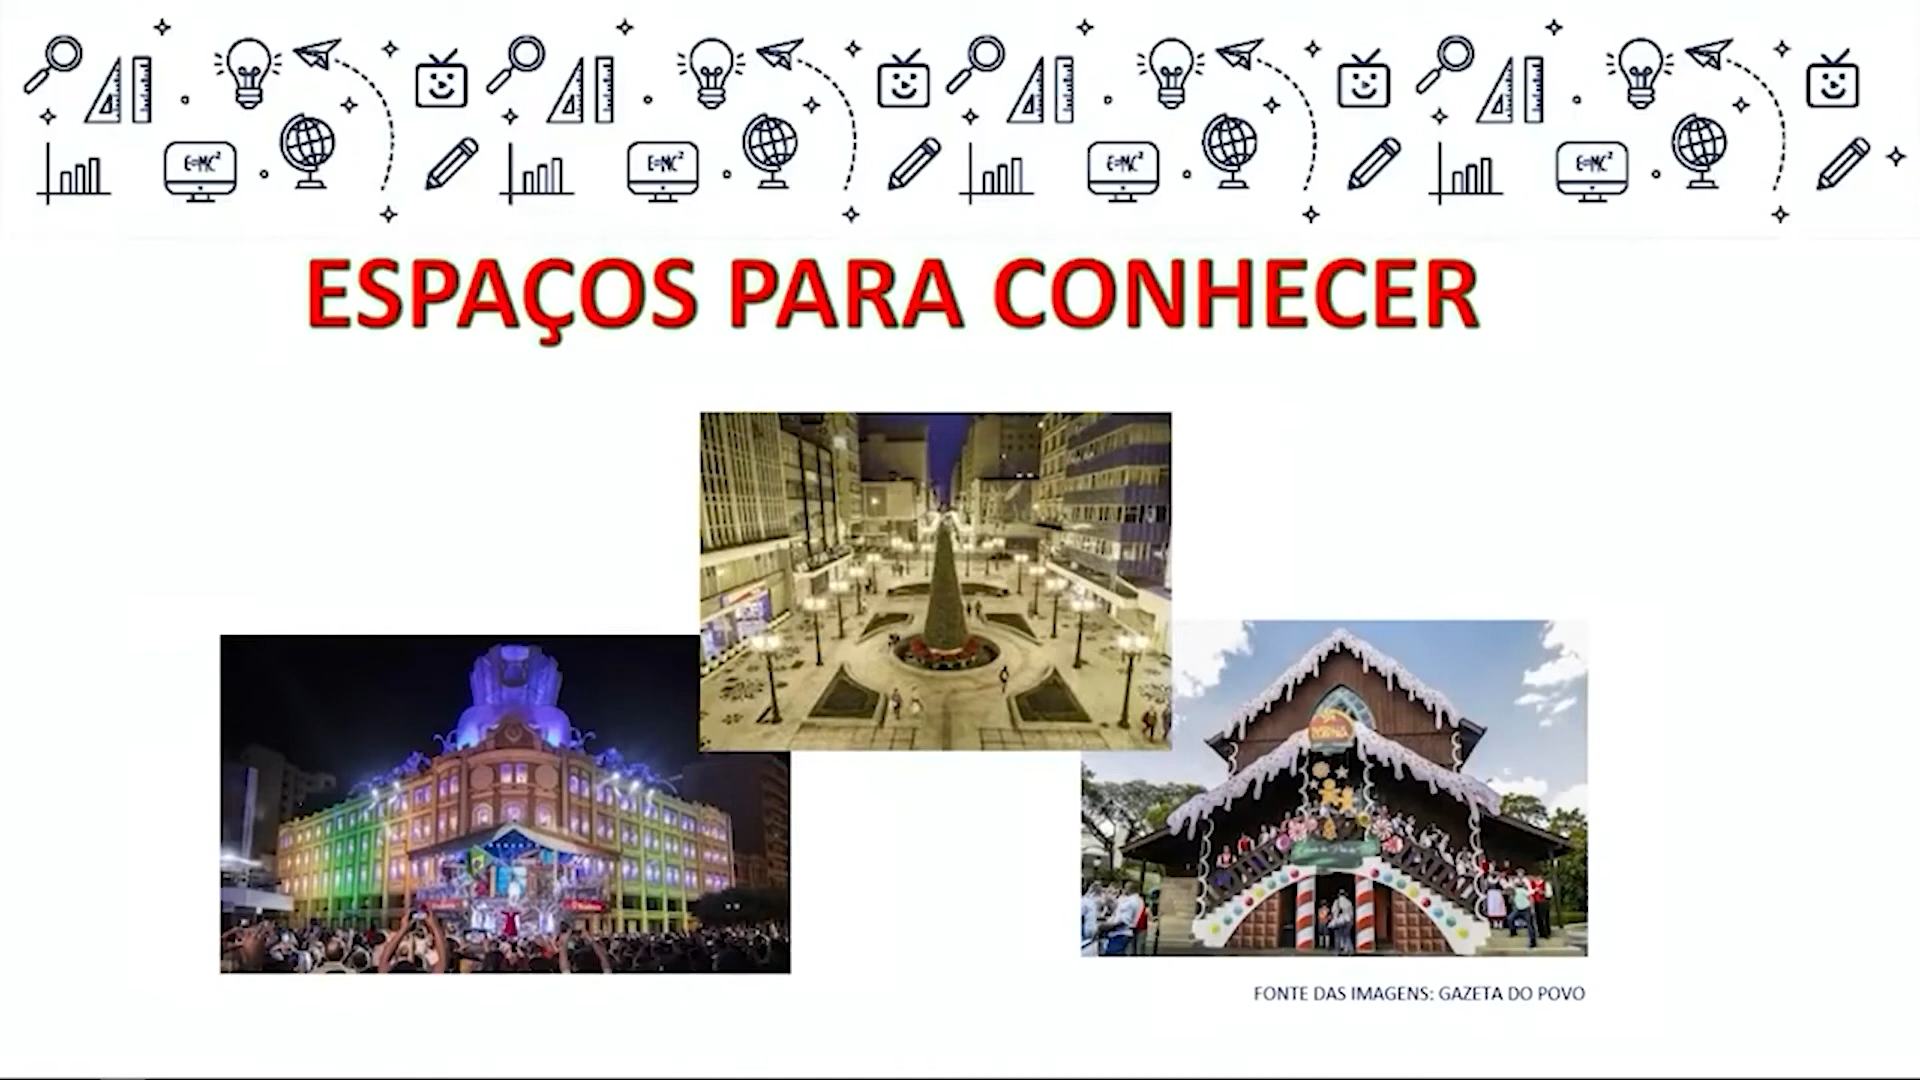 E=MC² E=MC² E=MC² E=MC²
ESPAÇOS PARA CONHECER
FONTE DAS IMAGENS: GAZETA DO POVO